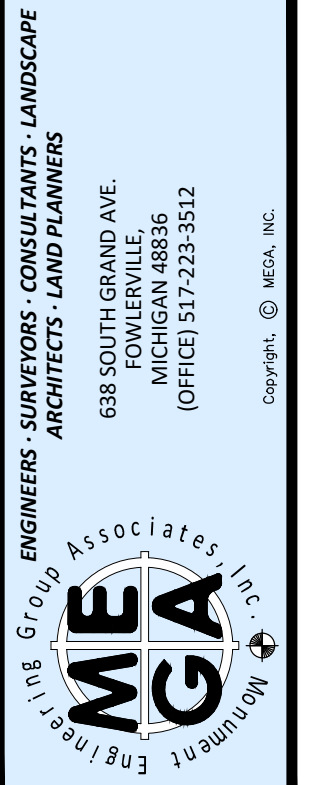 ENGINEERS · SURVEYORS · CONSULTANTS · LANDSCAPE
ARCHITECTS · LAND PLANNERS
638 SOUTH GRAND AVE.
FOWLERVILLE,
MICHIGAN 48836
(OFFICE) 517-223-3512
Copyright, © MEGA, INC.
Monument Engineering Group Associates, Inc.
ME
GA